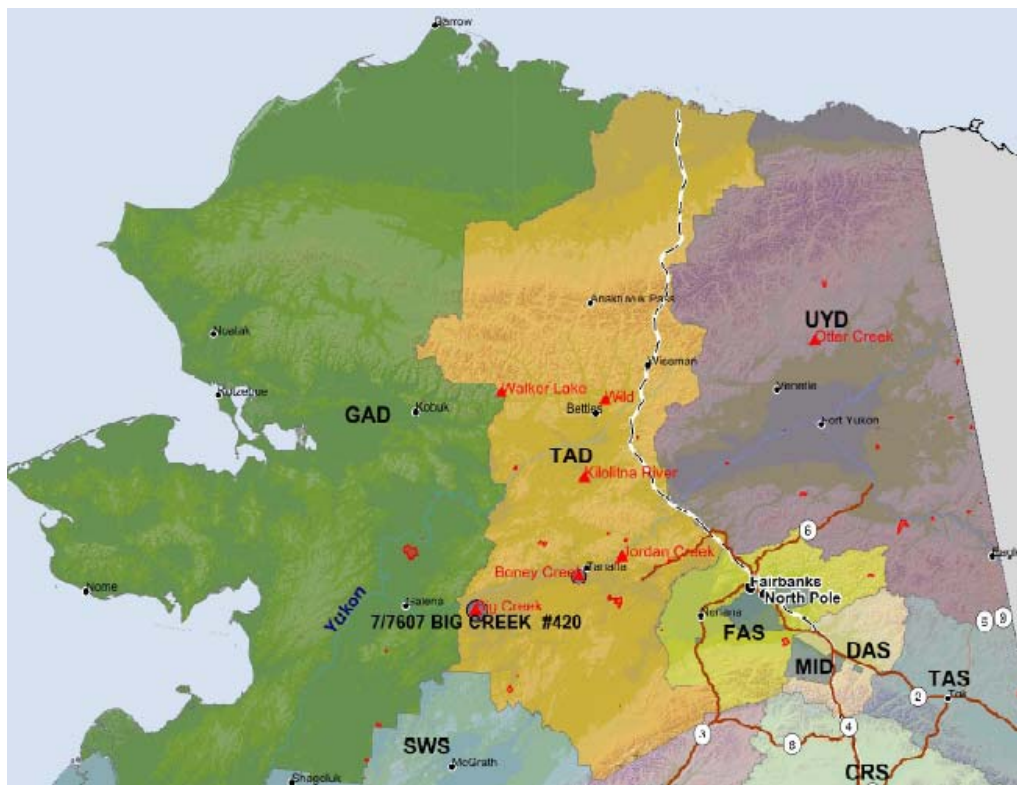 Barrow
Anaktuvuk Pass
Noatak
UYD
Otter Creek
Wiseman
Venetie
Kotzebue
Walker Lake
Wild
Bettles
GAD
Kobuk
Fort Yukon
TAD
Kilolitna River
6
Jordan Creek
Tanana
Boney Creek
Fairbanks
Nome
Yukon
Galena
North Pole
Nenana
7/7607 BIG CREEK #420
FAS
5
9
DAS
MID
TAS
2
Tok
3
8
4
SWS
McGrath
CRS
Shageluk